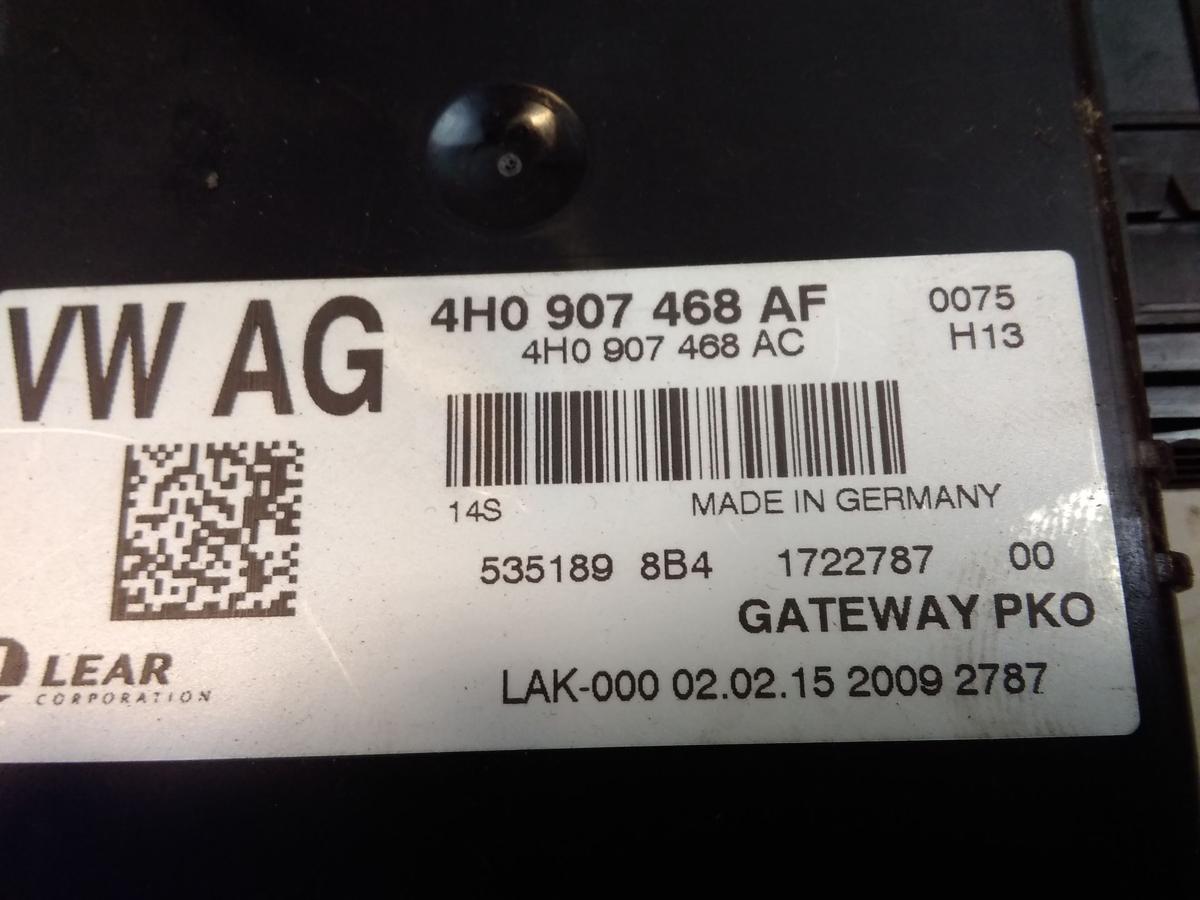 VW AG
4H0 907 468 AF 0075
4H0 907 468 AC H13
14S MADE IN GERMANY
535189 8B4 1722787 00
GATEWAY PKO
LEAR
CORPORATION
LAK-000 02.02.15 2009 2787